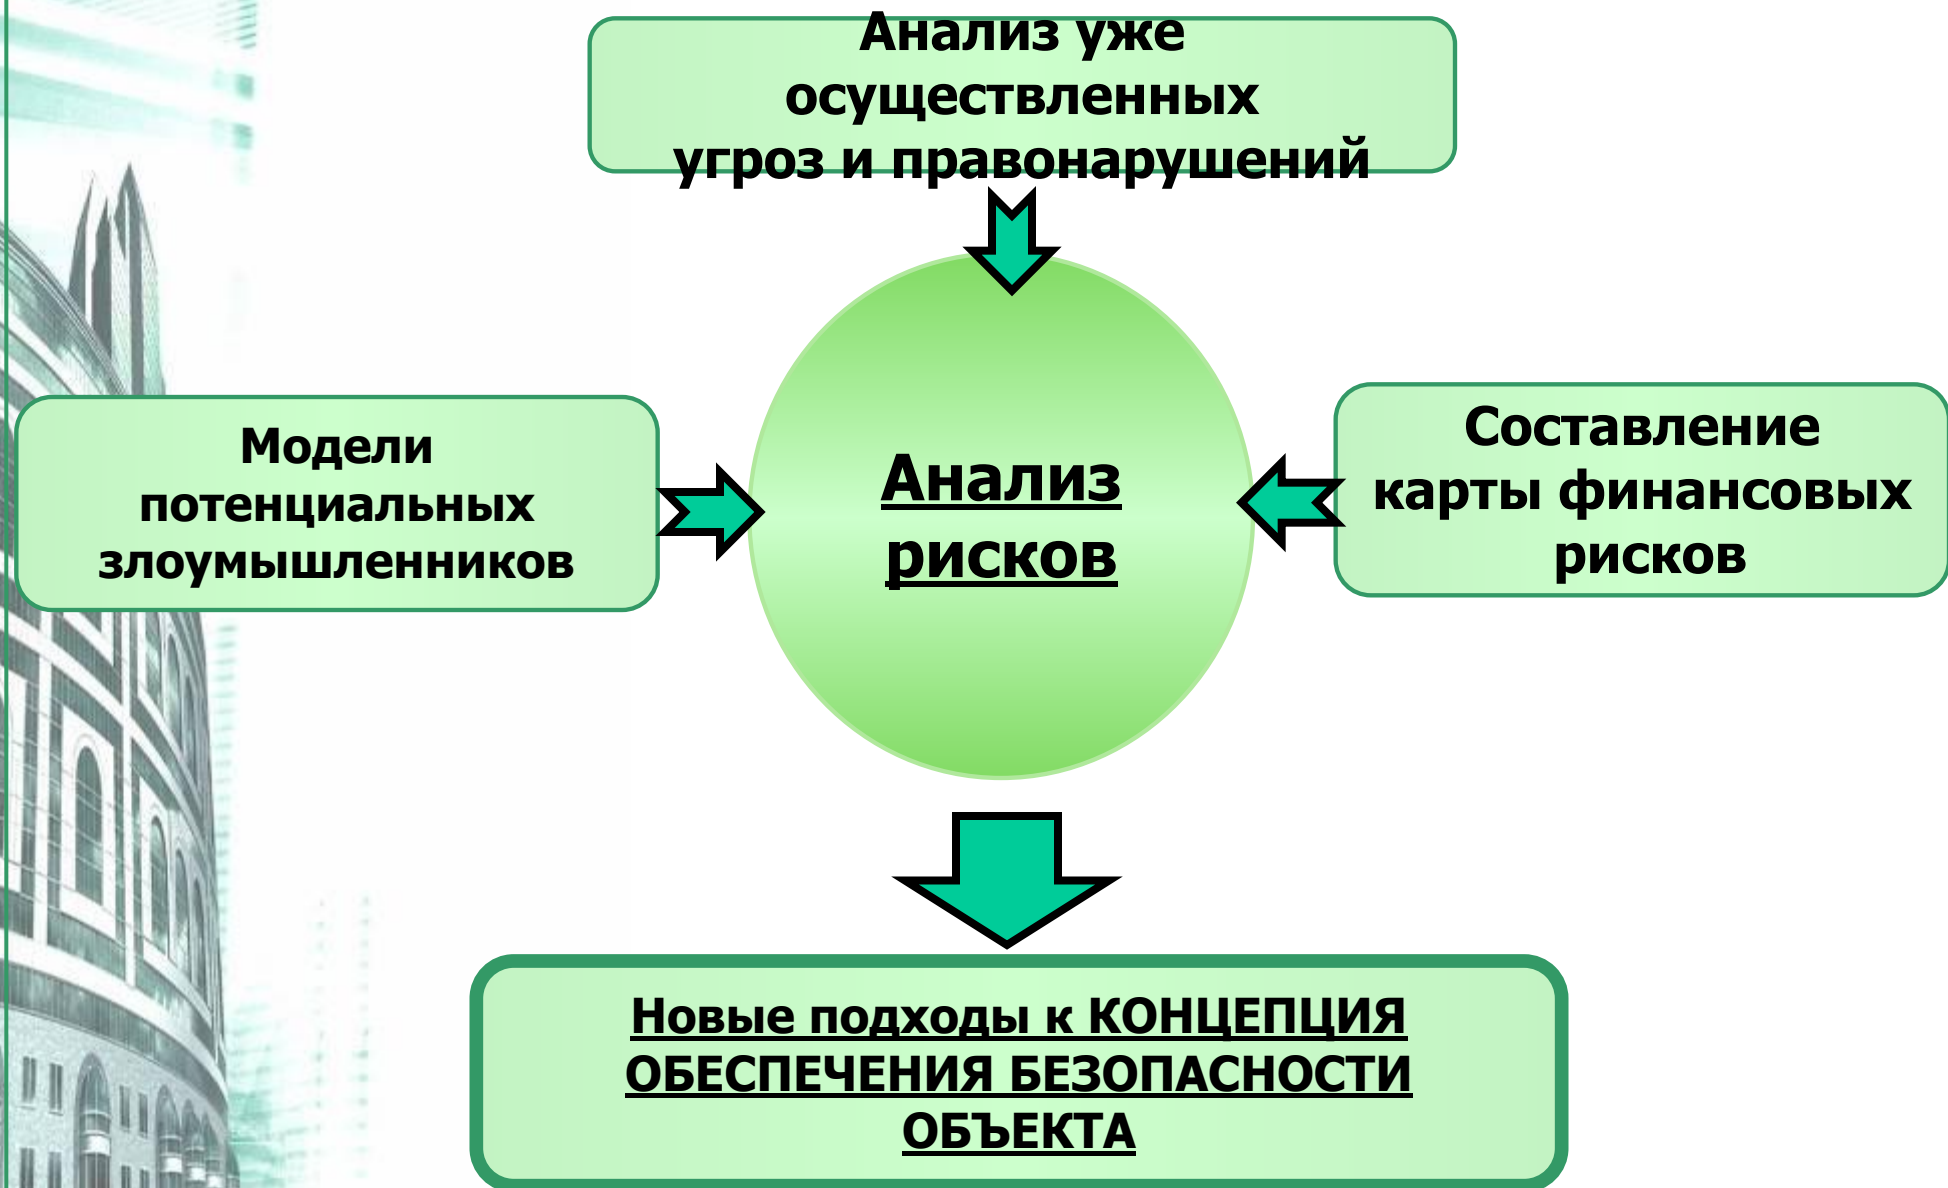 Анализ уже
осуществленных
угроз и правонарушений
Модели
потенциальных
злоумышленников
Анализ
рисков
Составление
карты финансовых
рисков
Новые подходы к КОНЦЕПЦИЯ
ОБЕСПЕЧЕНИЯ БЕЗОПАСНОСТИ
ОБЪЕКТА